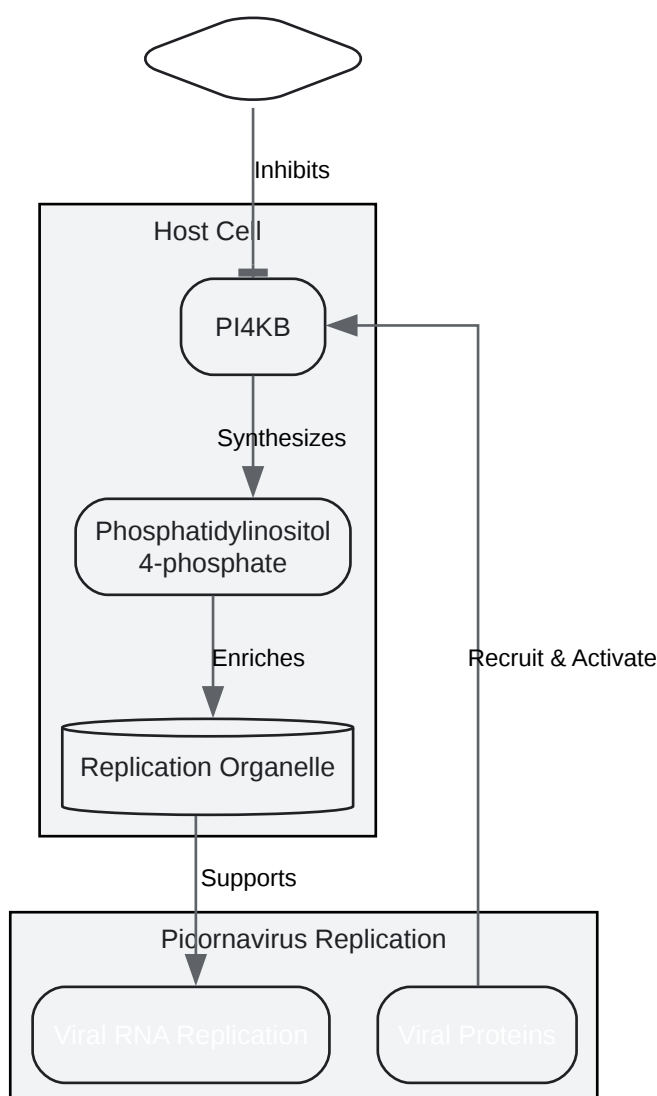 Inhibits
Host Cell
PI4KB
Synthesizes
Phosphatidylinositol
4-phosphate
Enriches
Recruit & Activate
Replication Organelle
Supports
Picornavirus Replication
Viral RNA Replication
Viral Proteins